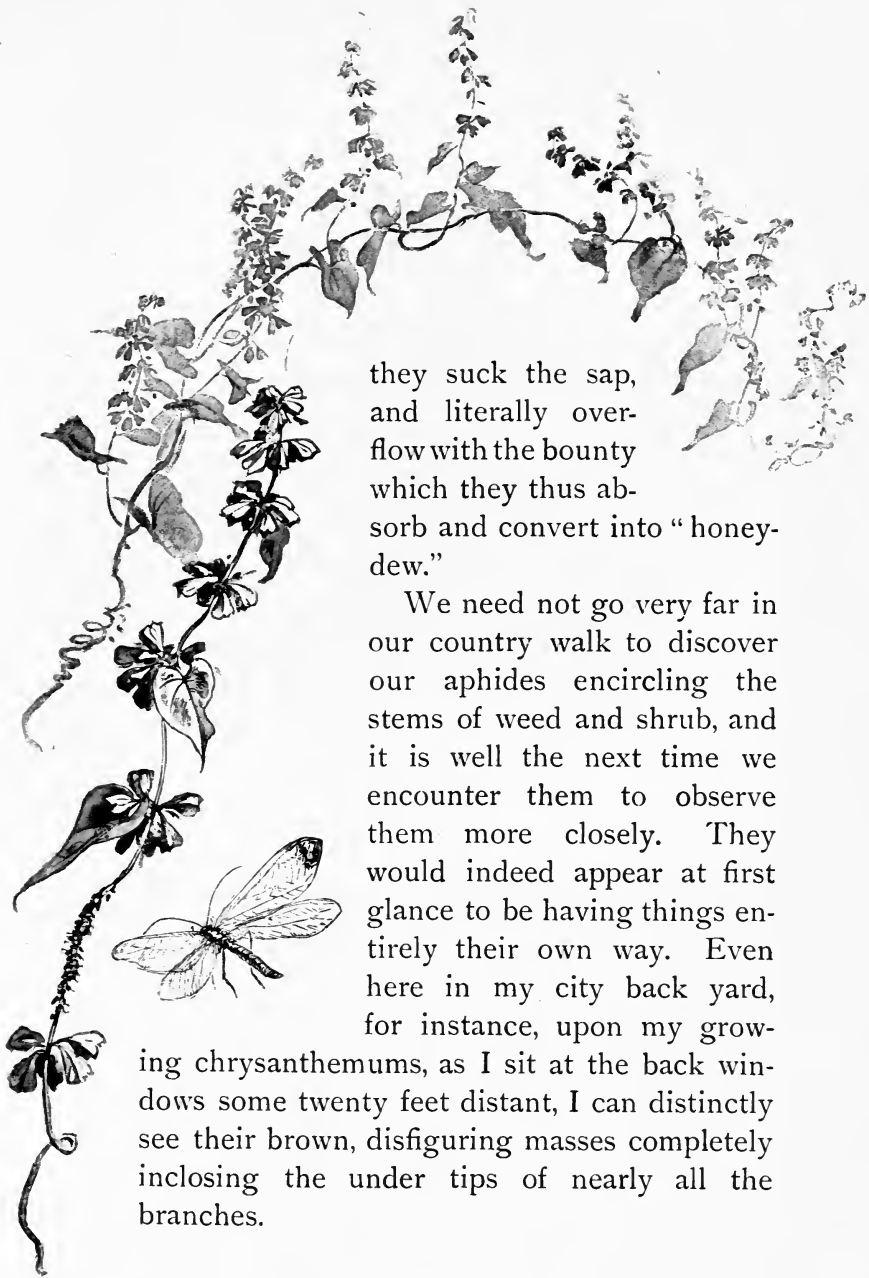 they suck the sap,
and literally over-
flow with the bounty
which they thus ab-
sorb and convert into “ honey-
dew.”
We need not go very far in
our country walk to discover
our aphides encircling the
stems of weed and shrub, and
it is well the next time we
encounter them to observe
them more closely. They
would indeed appear at first
glance to be having things en-
tirely their own way. Even
here in my city back yard,
for instance, upon my grow-
ing chrysanthemums, as I sit at the back win-
dows some twenty feet distant, I can distinctly
see their brown, disfiguring masses completely
inclosing the under tips of nearly all the
branches.